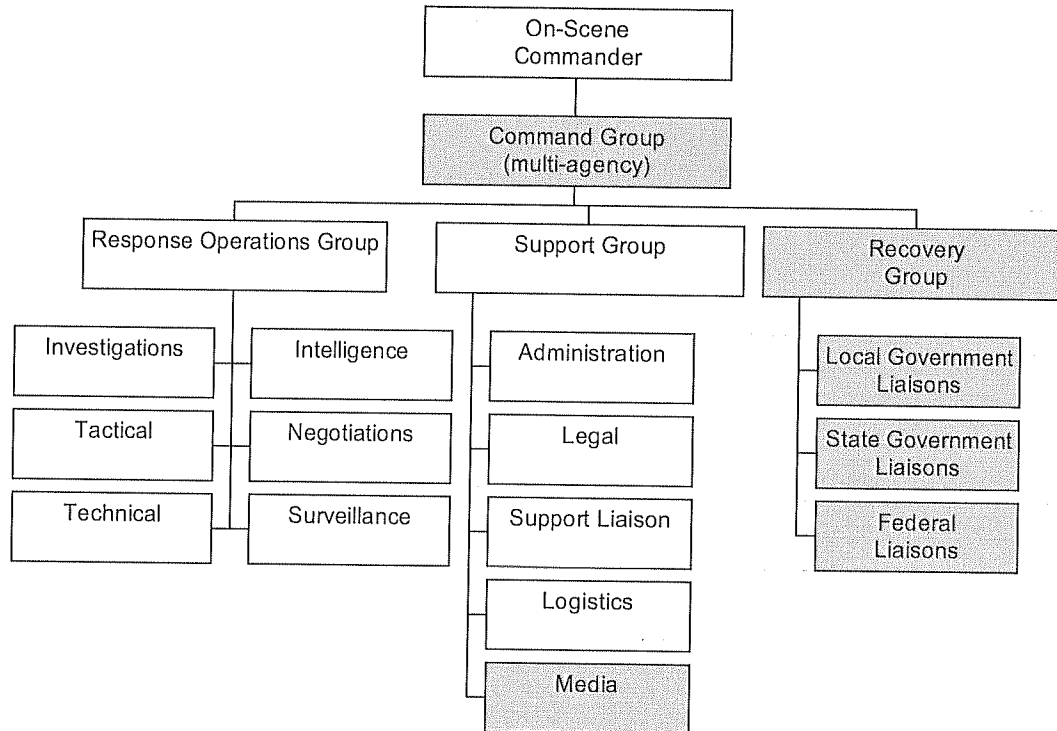 On-Scene
Commander
Command Group
(multi-agency)
Response Operations Group
Support Group
Recovery
Group
Investigations
Intelligence
Tactical
Negotiations
Technical
Surveillance
Administration
Legal
Support Liaison
Logistics
Media
Local Government
Liaisons
State Government
Liaisons
Federal
Liaisons